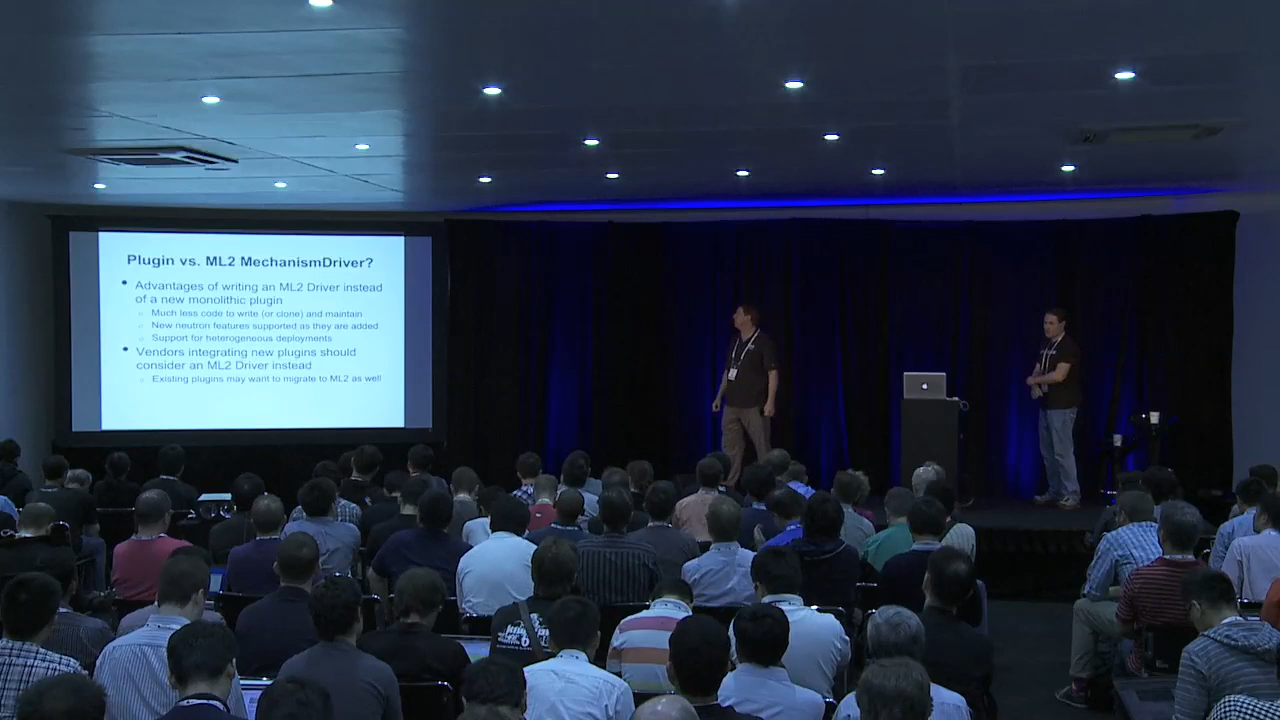 Plugin vs. ML2 MechanismDriver?
• Advantages of writing an ML2 Driver instead
of a new monolithic plugin
○ Much less code to write (or clone) and maintain
○ New neutron features supported as they are added
○ Support for heterogeneous deployments
• Vendors integrating new plugins should
consider an ML2 Driver instead
○ Existing plugins may want to migrate to ML2 as well